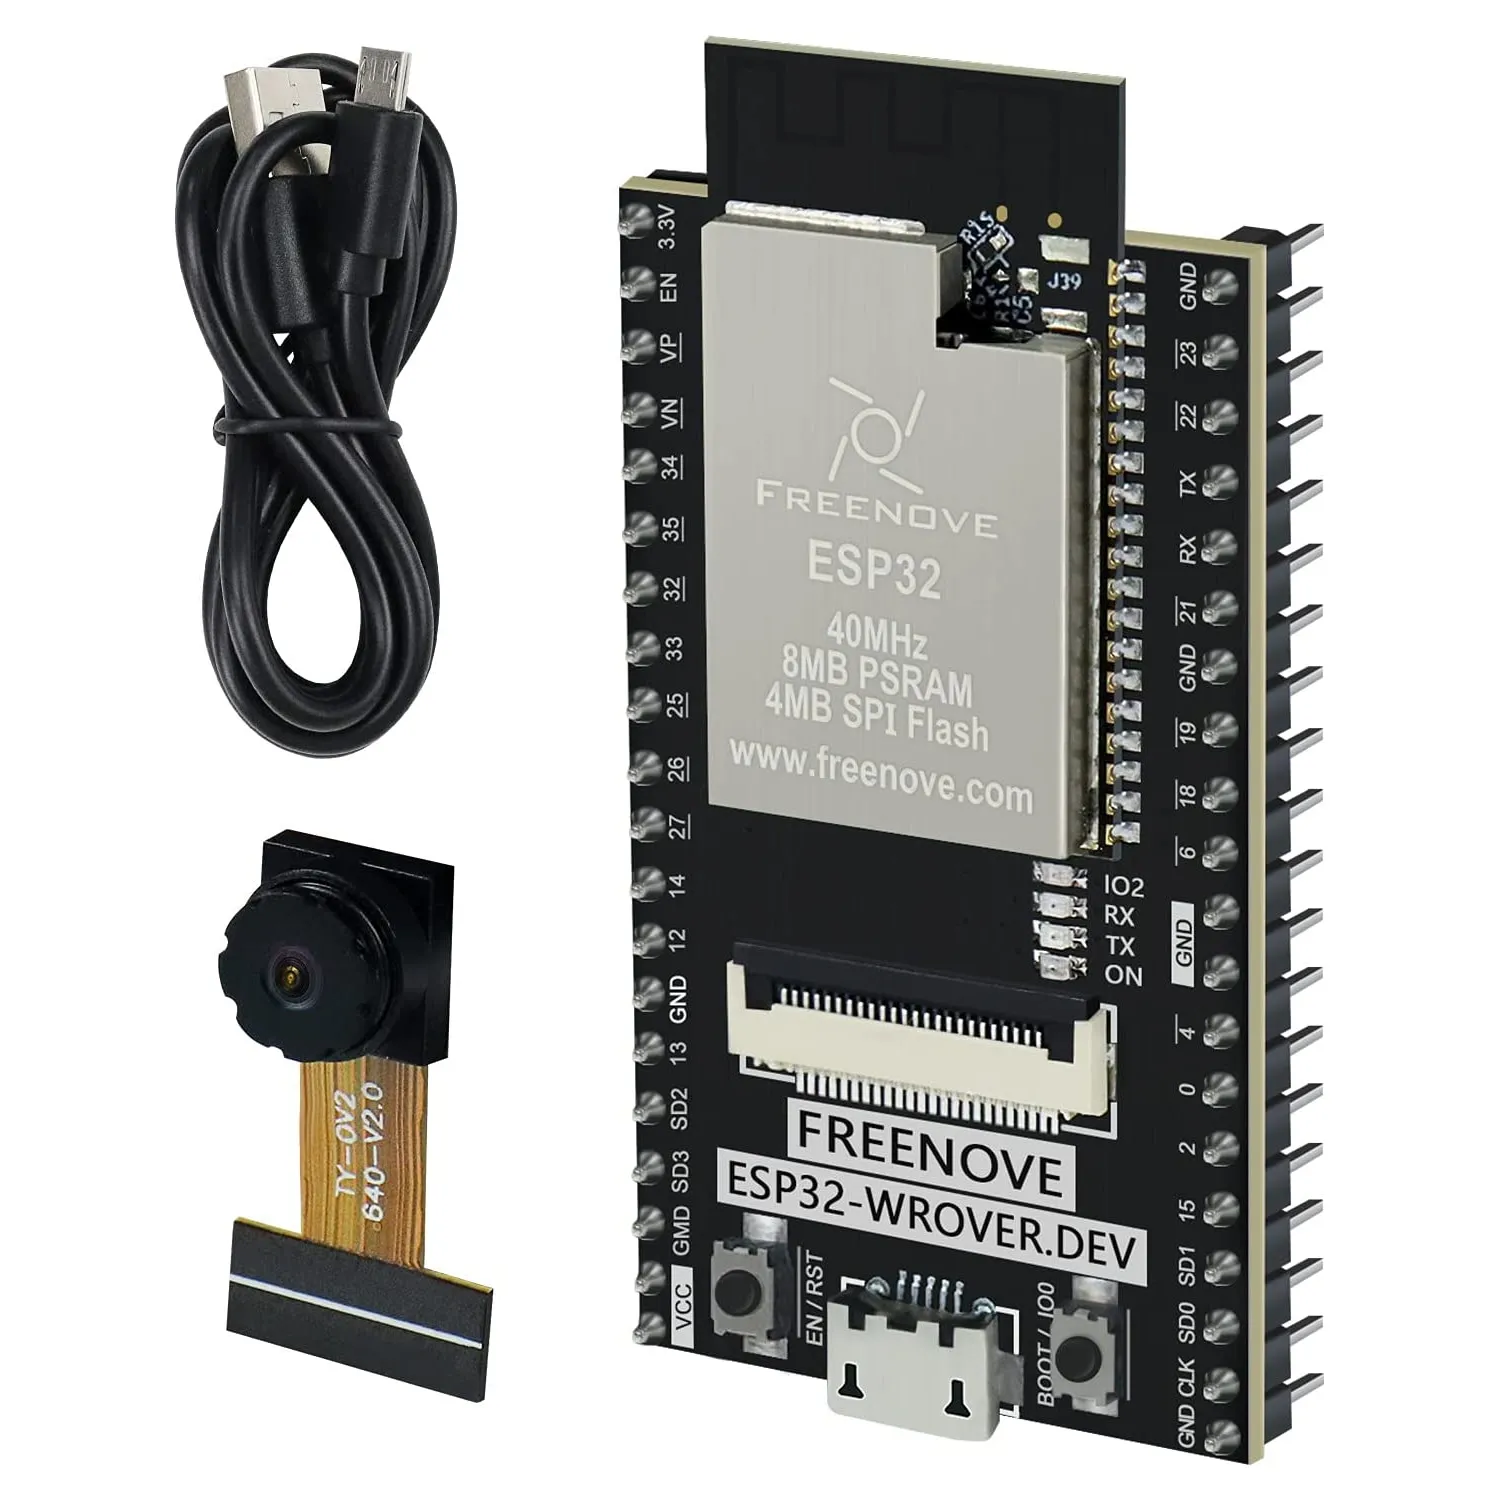 3.3V
EN
VP
VN
34
35
32
33
25
26
27
14
12
GND
13
SD2
SD3
GMD
VCC
R15
J39
C5
FREENOVE
ESP32
40MHz
8MB PSRAM
4MB SPI Flash
www.freenove.com
GND
23
22
TX
RX
21
GND
19
18
6
GND
4
0
2
15
SD1
SD0
CLK
GND
IO2
RX
TX
ON
FREENOVE
ESP32-WROVER.DEV
EN / RST
BOOT / IO0
TY-OV2
640-V2.0